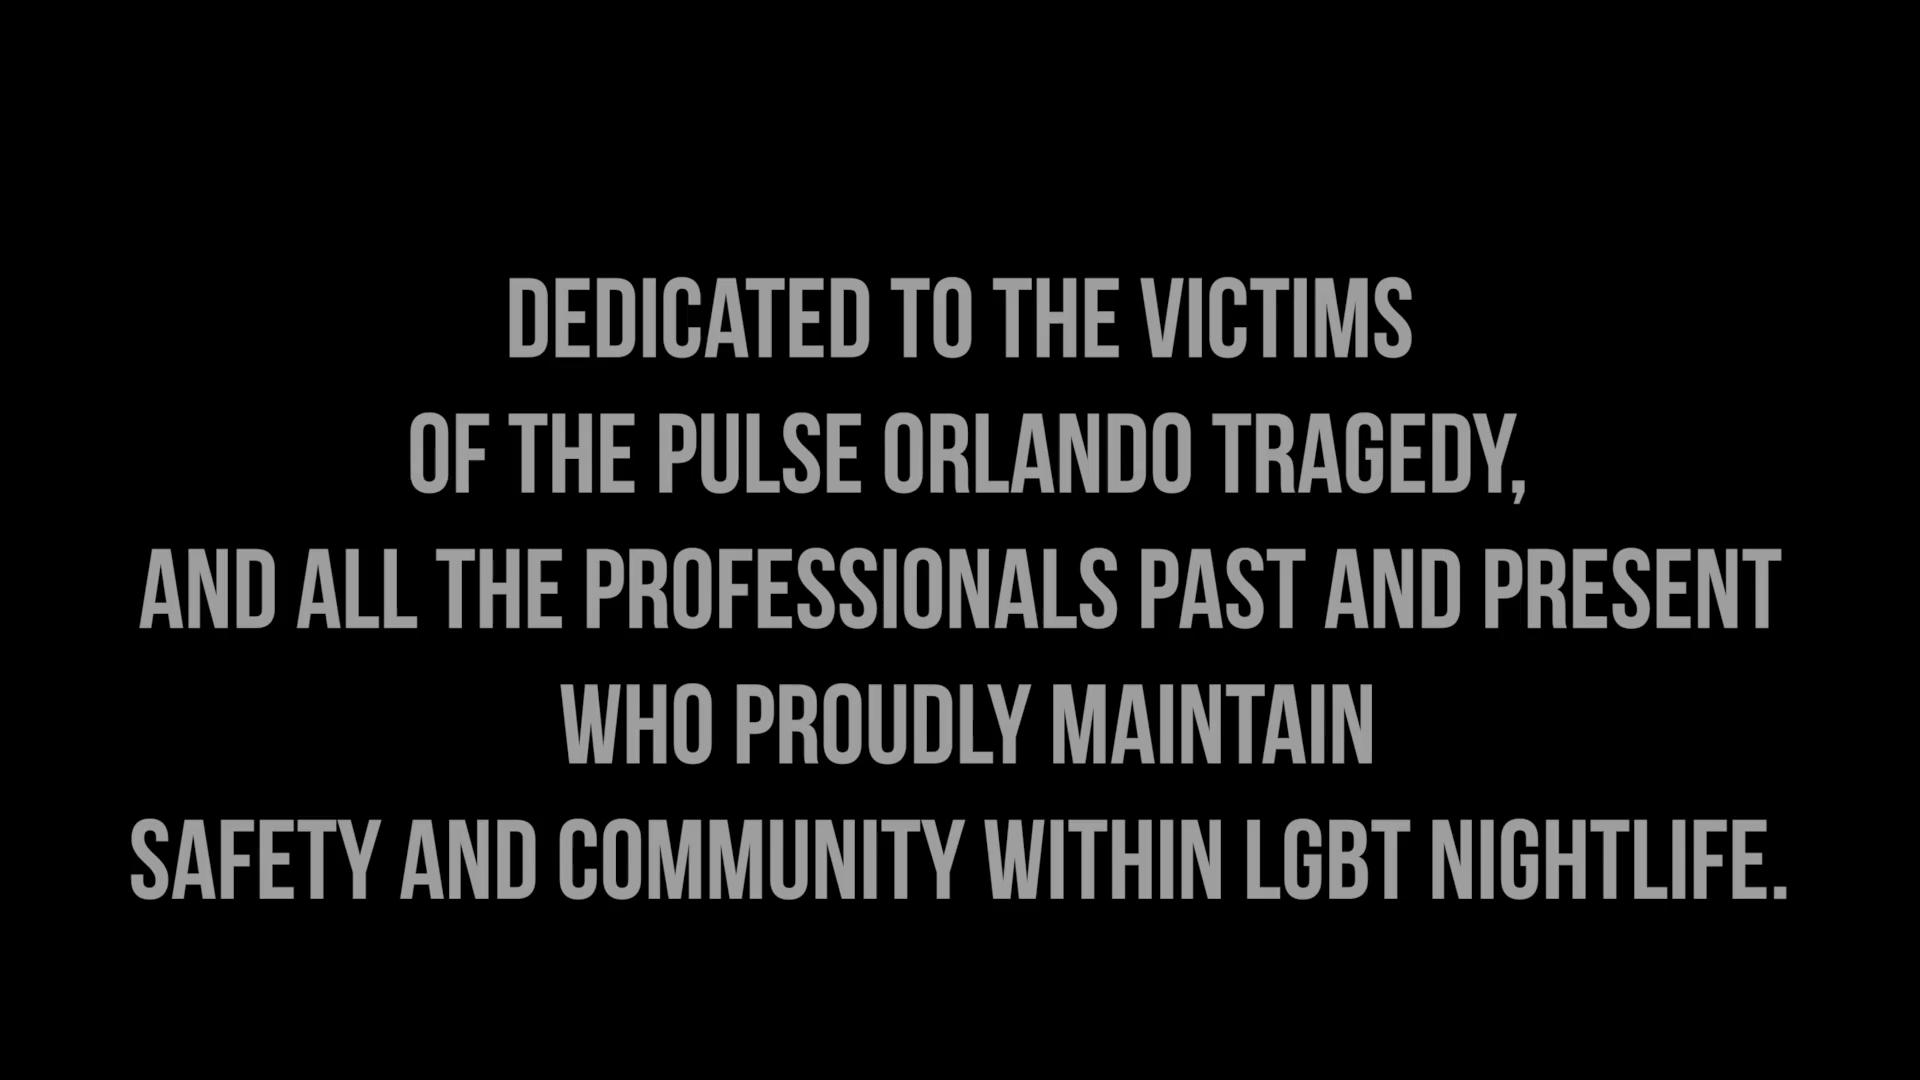 DEDICATED TO THE VICTIMS
OF THE PULSE ORLANDO TRAGEDY,
AND ALL THE PROFESSIONALS PAST AND PRESENT
WHO PROUDLY MAINTAIN
SAFETY AND COMMUNITY WITHIN LGBT NIGHTLIFE.